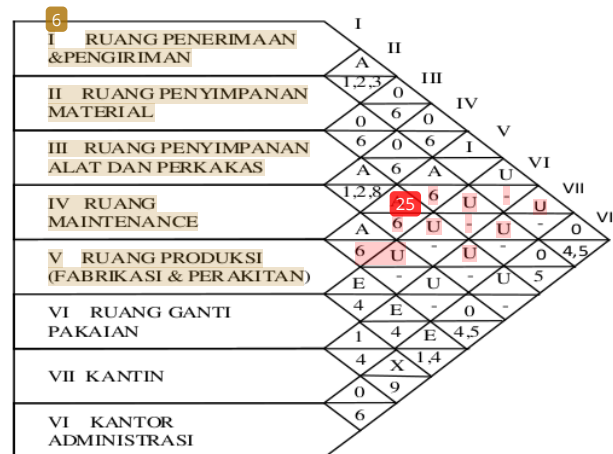 6
I
I RUANG PENERIMAAN
II
&PENGIRIMAN A
III
1,2,3
II RUANG PENYIMPANAN 0
IV
MATERIAL 6 0
0
V
6 0 6 I
III RUANG PENYIMPANAN
VI
ALAT DAN PERKAKAS A 6 A U
VII
1,2,8 6 -
IV RUANG 25 U U
VI
MAINTENANCE A 6 U - U - 0
6 U - U - 0 4,5
V RUANG PRODUKSI
(FABRIKASI & PERAKITAN) E - U - U 5
VI RUANG GANTI 4 E - 0 -
PAKAIAN 1 4 E 4,5
4 X 1,4
VII KANTIN
9
0
6
VI KANTOR
ADMINISTRASI